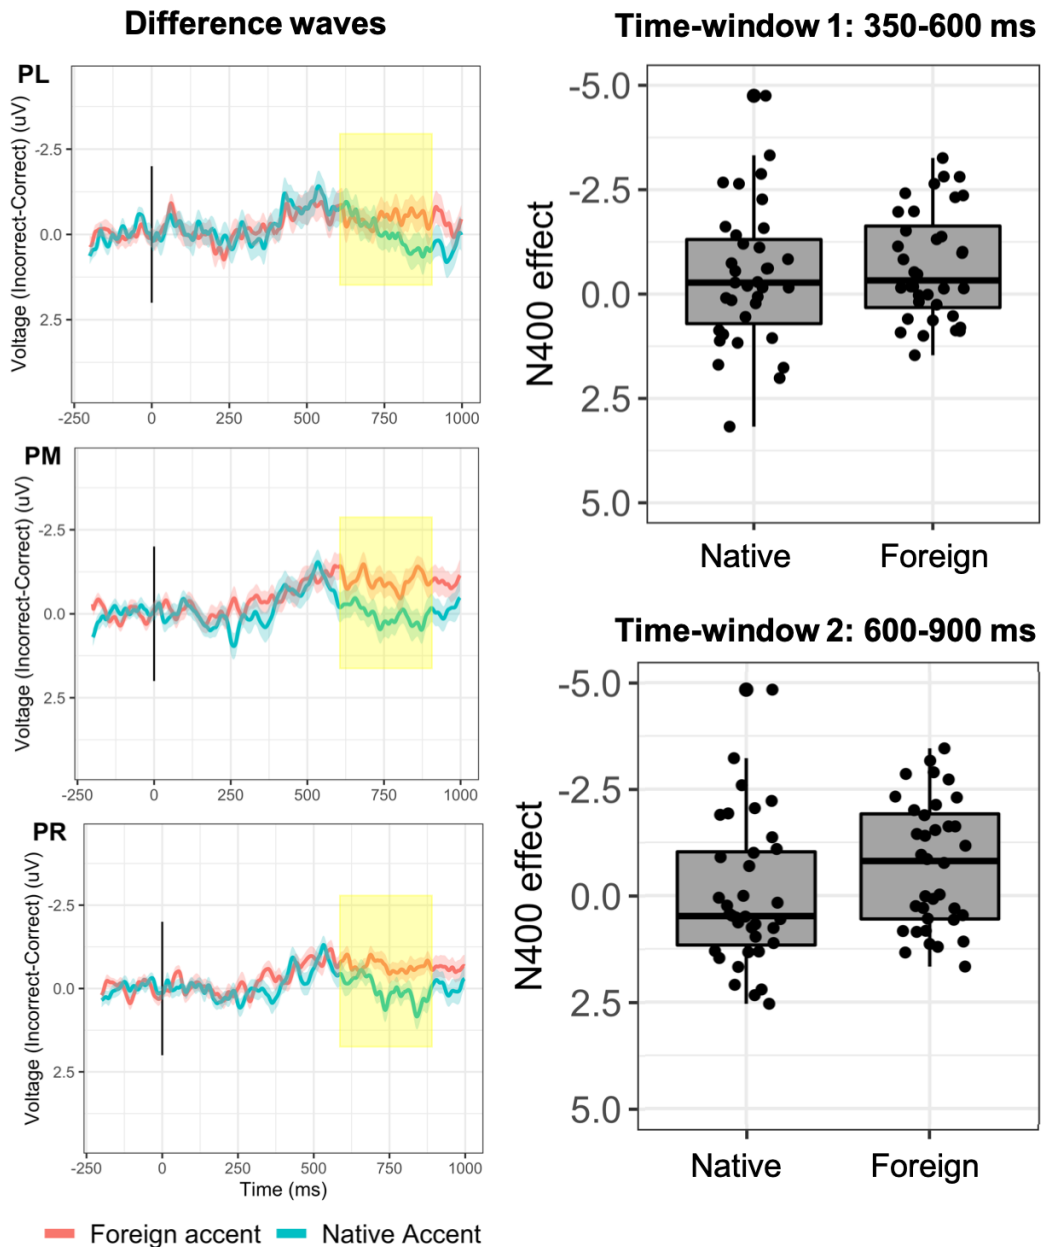 Difference waves
PL
Voltage (Incorrect-Correct) (uV)
-2.5
0.0
2.5
-250 0 250 500 750 1000
PM
Voltage (Incorrect-Correct) (uV)
-2.5
0.0
2.5
-250 0 250 500 750 1000
PR
Voltage (Incorrect-Correct) (uV)
-2.5
0.0
2.5
-250 0 250 500 750 1000
Time (ms)
Foreign accent Native Accent
Time-window 1: 350-600 ms
N400 effect
-5.0
-2.5
0.0
2.5
5.0
Native Foreign
Time-window 2: 600-900 ms
N400 effect
-5.0
-2.5
0.0
2.5
5.0
Native Foreign